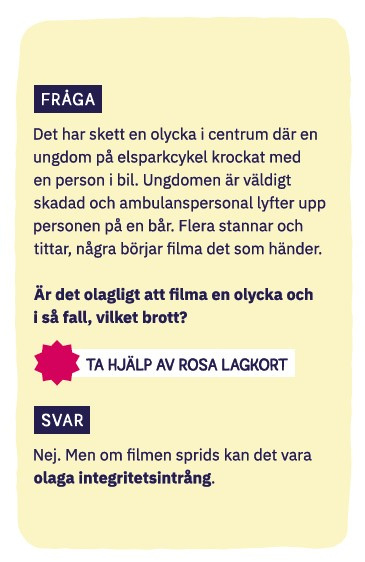 FRÅGA
Det har skett en olycka i centrum där en
ungdom på elsparkcykel krockat med
en person i bil. Ungdomen är väldigt
skadad och ambulanspersonal lyfter upp
personen på en bår. Flera stannar och
tittar, några börjar filma det som händer.
Är det olagligt att filma en olycka och
i så fall, vilket brott?
TA HJÄLP AV ROSA LAGKORT
SVAR
Nej. Men om filmen sprids kan det vara
olaga integritetsintrång.